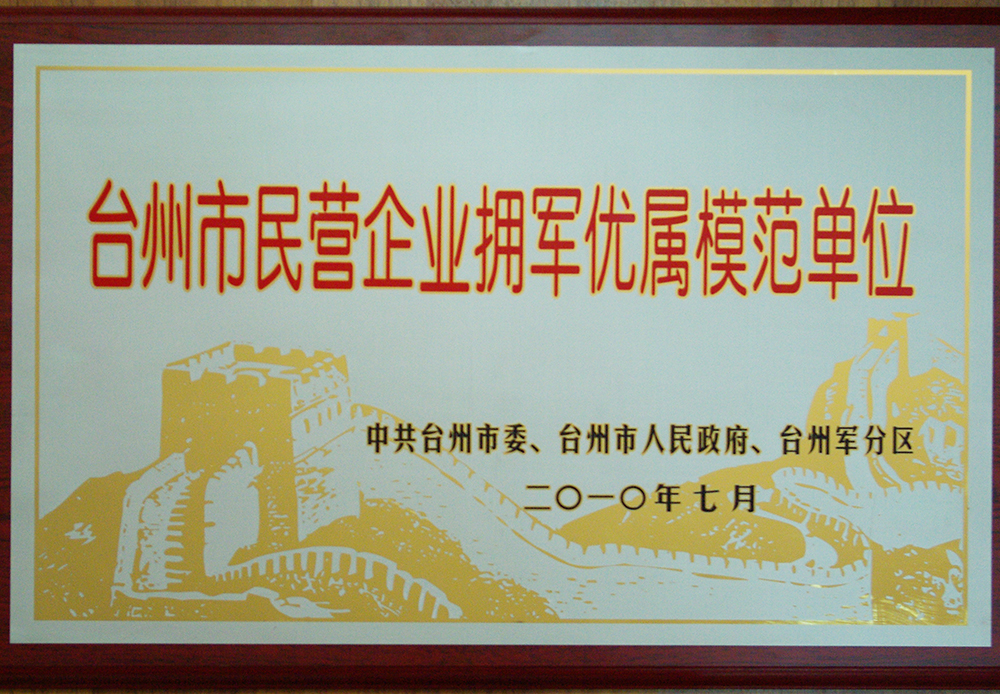 台州市民营企业拥军优属模范单位
中共台州市委、台州市人民政府、台州军分区
二〇一〇年七月